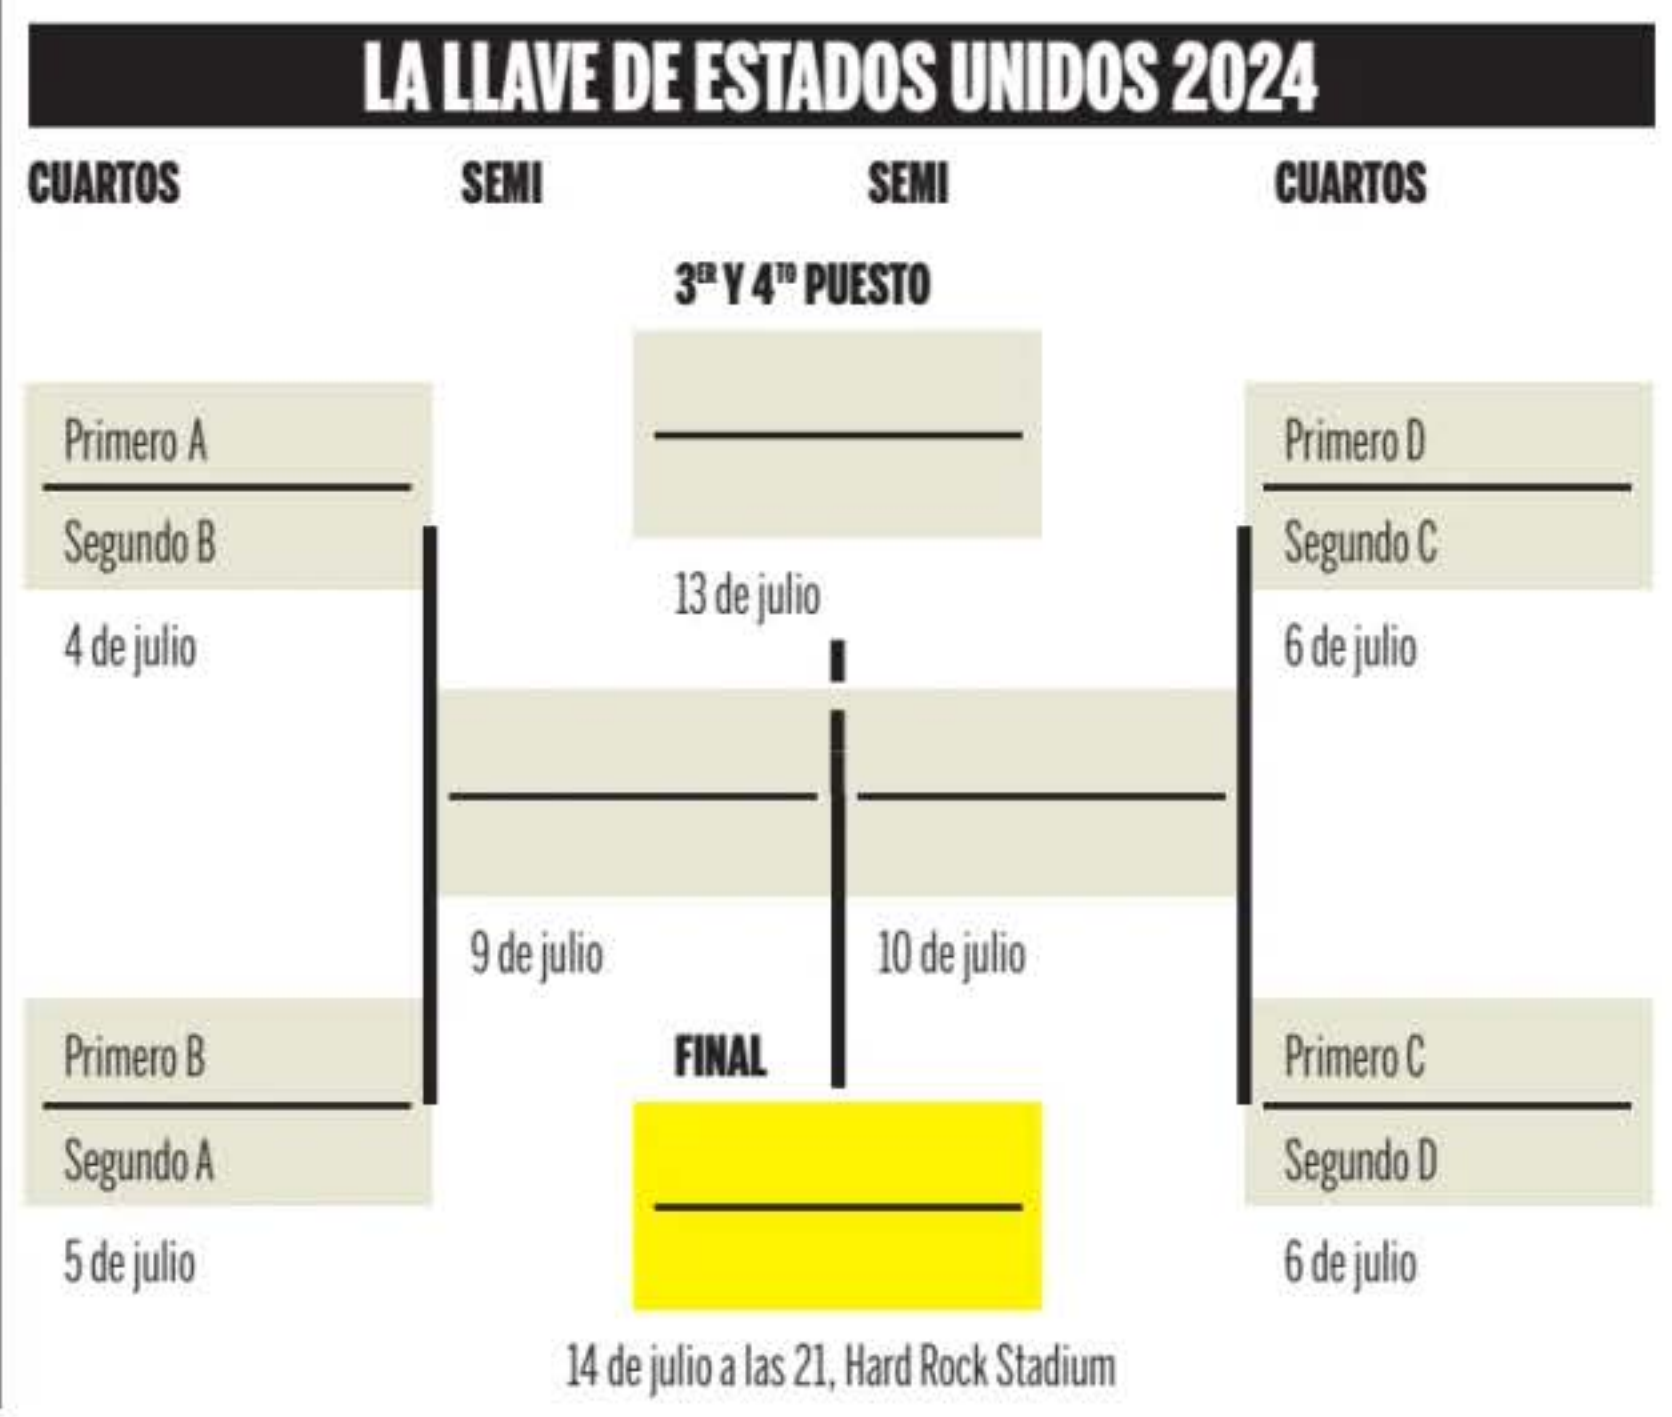 LA LLAVE DE ESTADOS UNIDOS 2024
CUARTOS
SEMI
SEMI
CUARTOS
3ER Y 4TO PUESTO
13 de julio
Primero A
Segundo B
4 de julio
Primero D
Segundo C
6 de julio
9 de julio
10 de julio
Primero B
Segundo A
5 de julio
FINAL
14 de julio a las 21, Hard Rock Stadium
Primero C
Segundo D
6 de julio